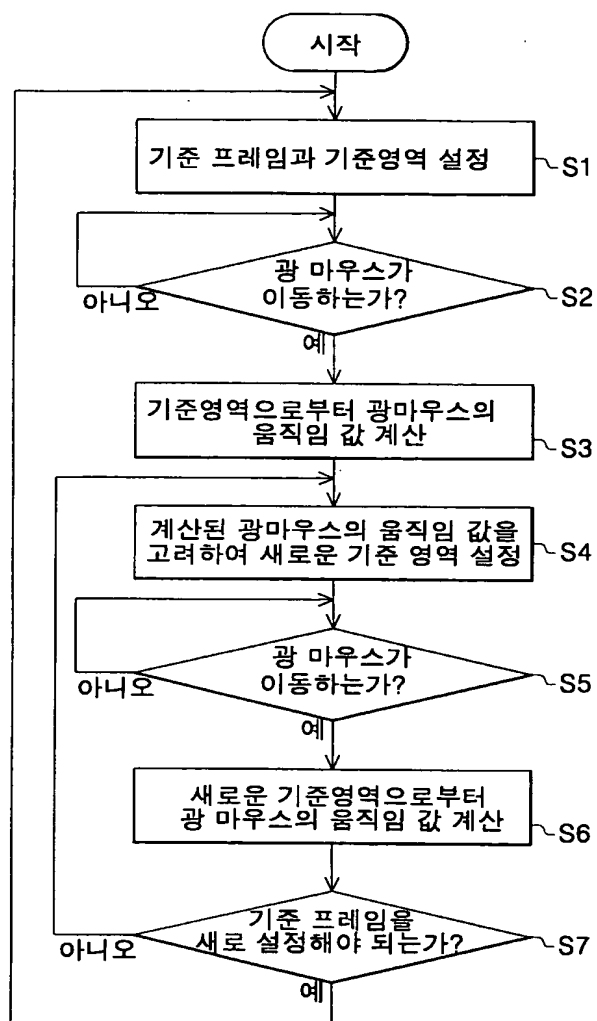 시작
기준 프레임과 기준영역 설정
S1
광 마우스가
이동하는가?
S2
아니오
예
기준영역으로부터 광마우스의
움직임 값 계산
S3
계산된 광마우스의 움직임 값을
고려하여 새로운 기준 영역 설정
S4
광 마우스가
이동하는가?
S5
아니오
예
새로운 기준영역으로부터
광 마우스의 움직임 값 계산
S6
기준 프레임을
새로 설정해야 되는가?
S7
아니오
예